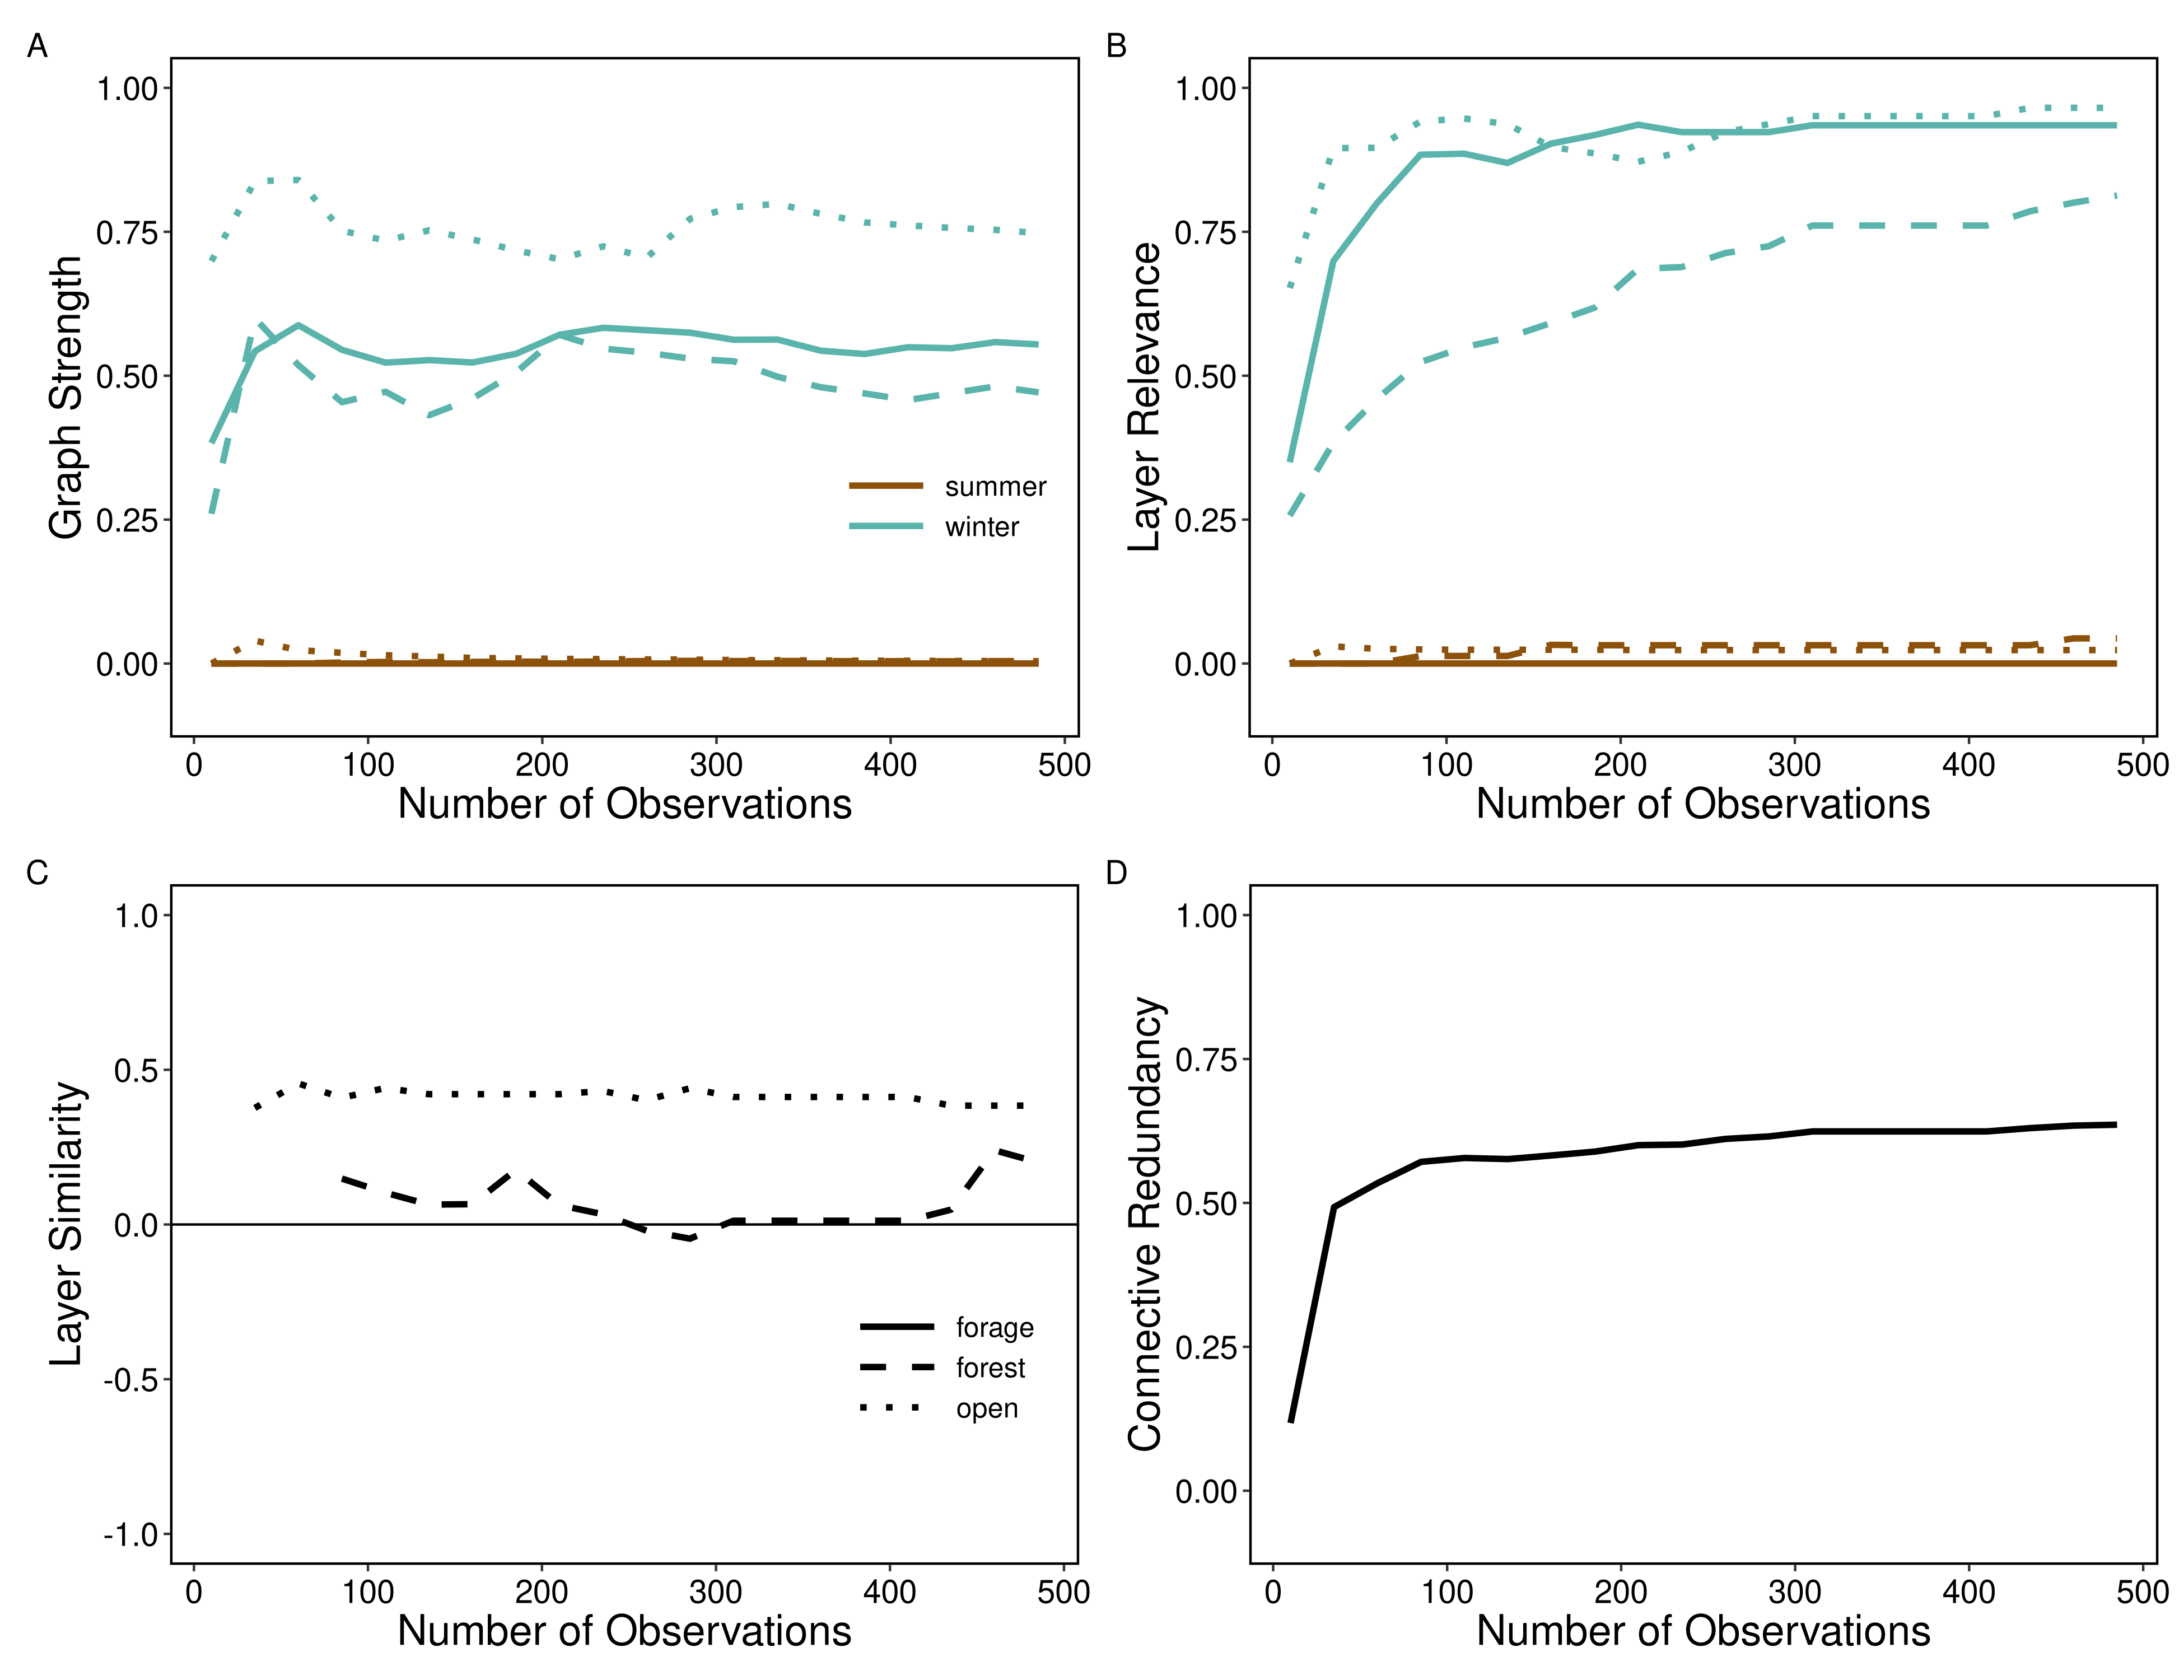 A
1.00
0.75
0.50
0.25
0.00
Graph Strength
summer
winter
0 100 200 300 400 500
Number of Observations
B
1.00
0.75
0.50
0.25
0.00
Layer Relevance
0 100 200 300 400 500
Number of Observations
C
1.0
0.5
0.0
-0.5
-1.0
Layer Similarity
forage
forest
open
0 100 200 300 400 500
Number of Observations
D
1.00
0.75
0.50
0.25
0.00
Connective Redundancy
0 100 200 300 400 500
Number of Observations